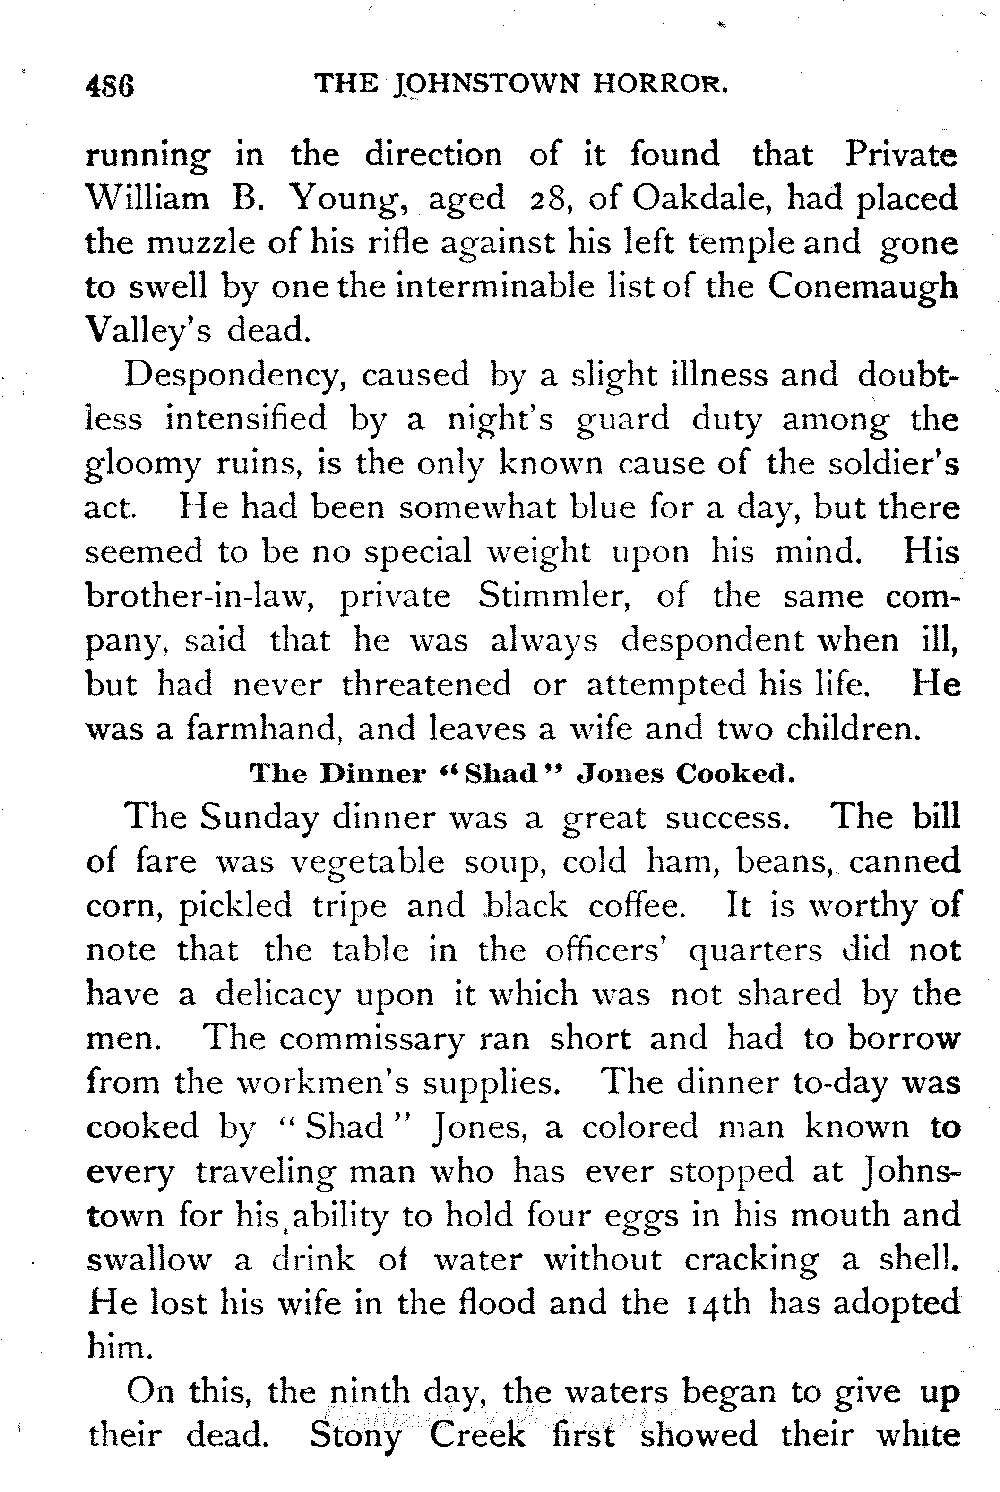 486 THE JOHNSTOWN HORROR.
running in the direction of it found that Private
William B. Young, aged 28, of Oakdale, had placed
the muzzle of his rifle against his left temple and gone
to swell by one the interminable list of the Conemaugh
Valley's dead.
Despondency, caused by a slight illness and doubt-
less intensified by a night's guard duty among the
gloomy ruins, is the only known cause of the soldier's
act. He had been somewhat blue for a day, but there
seemed to be no special weight upon his mind. His
brother-in-law, private Stimmler, of the same com-
pany, said that he was always despondent when ill,
but had never threatened or attempted his life. He
was a farmhand, and leaves a wife and two children.
The Dinner “Shad” Jones Cooked.
The Sunday dinner was a great success. The bill
of fare was vegetable soup, cold ham, beans, canned
corn, pickled tripe and black coffee. It is worthy of
note that the table in the officers' quarters did not
have a delicacy upon it which was not shared by the
men. The commissary ran short and had to borrow
from the workmen's supplies. The dinner to-day was
cooked by “Shad” Jones, a colored man known to
every traveling man who has ever stopped at Johns-
town for his ability to hold four eggs in his mouth and
swallow a drink of water without cracking a shell.
He lost his wife in the flood and the 14th has adopted
him.
On this, the ninth day, the waters began to give up
their dead. Stony Creek first showed their white